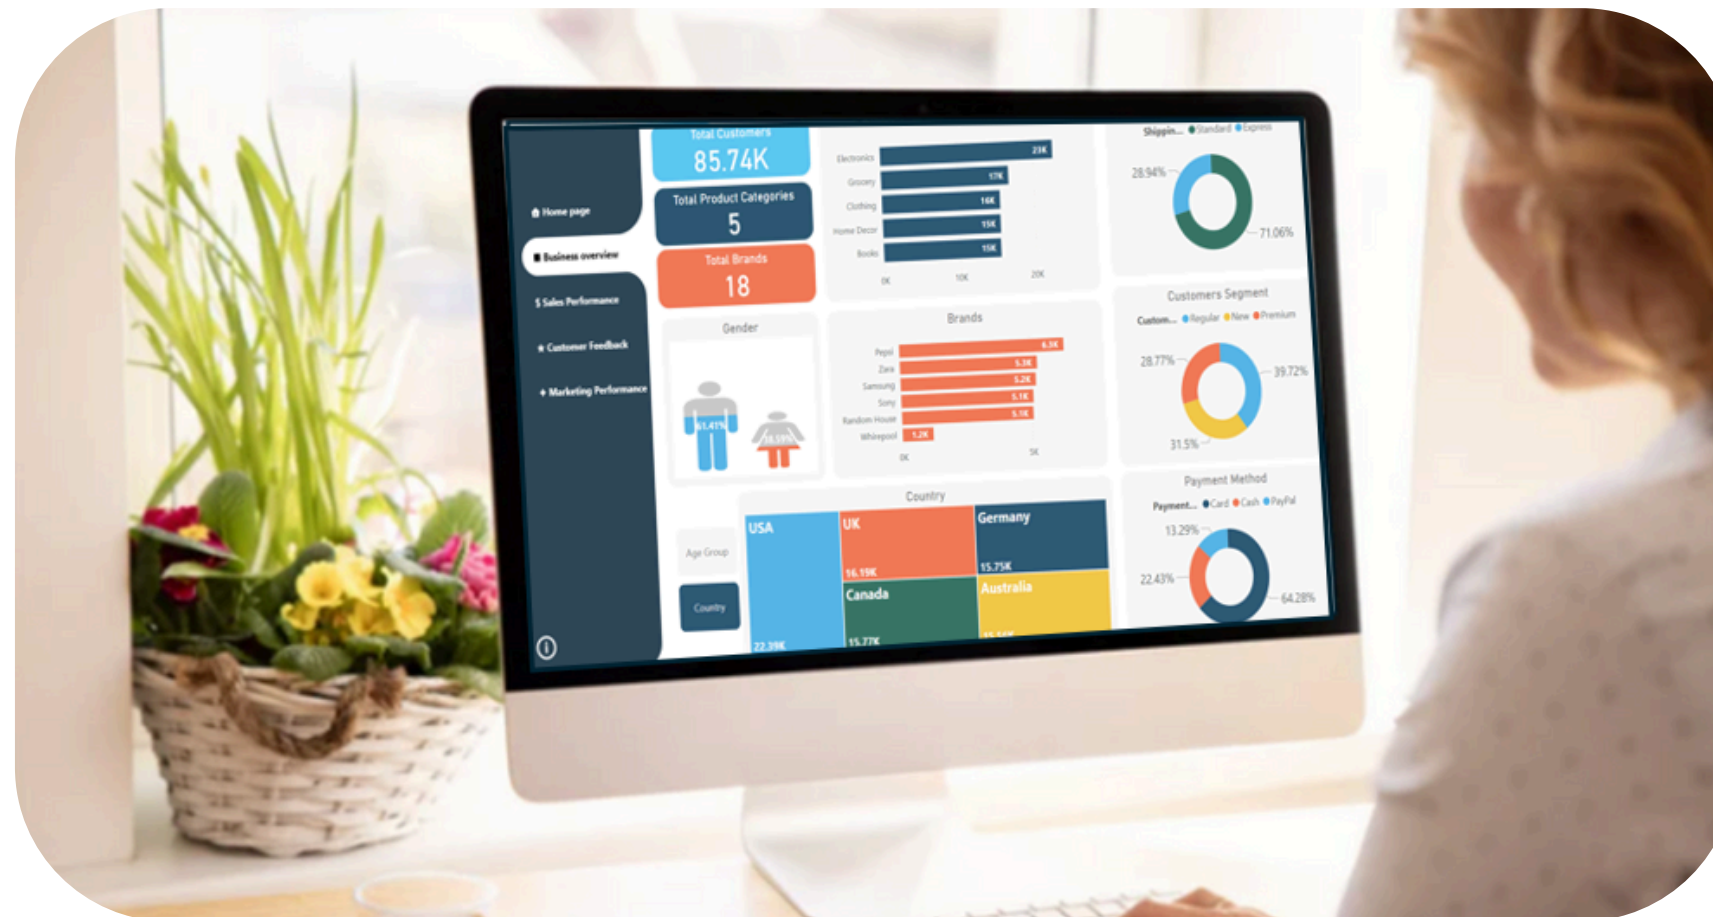 Home page
Business overview
$ Sales Performance
Customer Feedback
Marketing Performance
Total Customers
85.74K
Total Product Categories
5
Total Brands
18
Electronics 23K
Grocery 17K
Clothing 16K
Home Decor 15K
Books 15K
0K 10K 20K
Shippin... Standard Express
28.94%
71.06%
Gender
61.41%
38.59%
Brands
Pepsi 6.3K
Zara 5.3K
Samsung 5.2K
Sony 5.1K
Random House 5.1K
Whirepool 1.2K
0K 5K
Customers Segment
Custom... Regular New Premium
28.77%
39.72%
31.5%
Age Group
Country
Country
USA
22.39K
UK
16.19K
Germany
15.75K
Canada
15.77K
Australia
Payment Method
Payment... Card Cash PayPal
13.29%
22.43%
64.28%